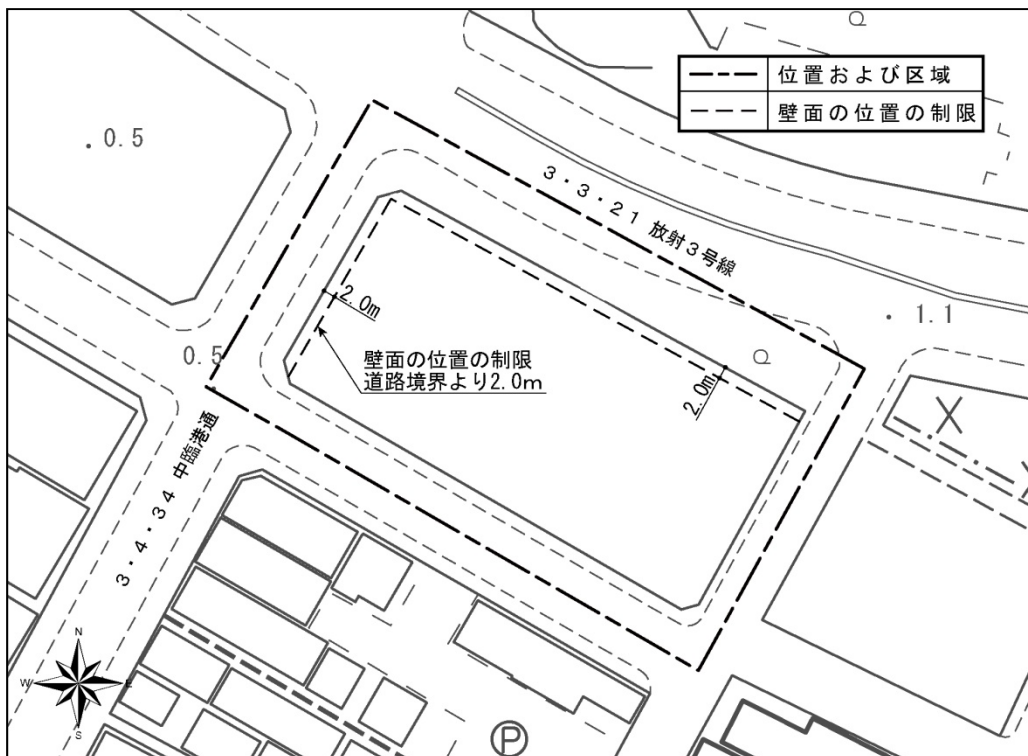 位置および区域
壁面の位置の制限
0.5
3・3・21 放射3号線
1.1
2.0m
壁面の位置の制限
道路境界より2.0m
2.0m
0.5
3・4・34 中臨港通
N
W
E
S
P